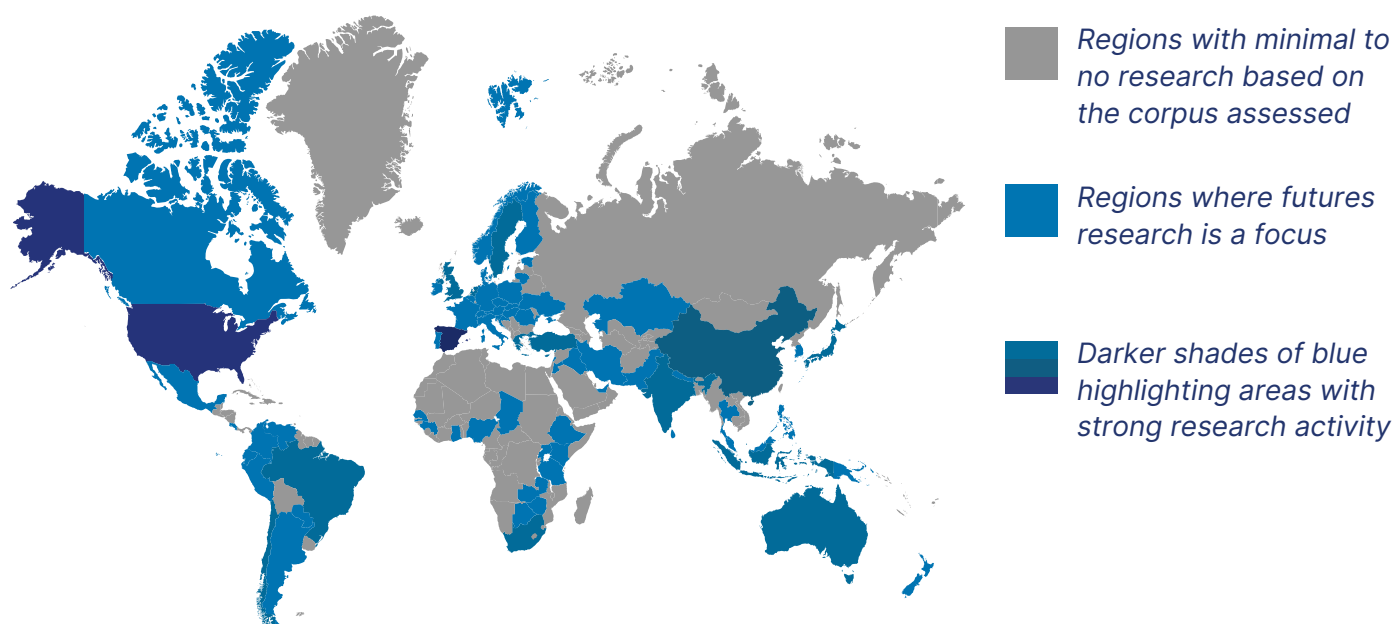 Regions with minimal to
no research based on
the corpus assessed
Regions where futures
research is a focus
Darker shades of blue
highlighting areas with
strong research activity